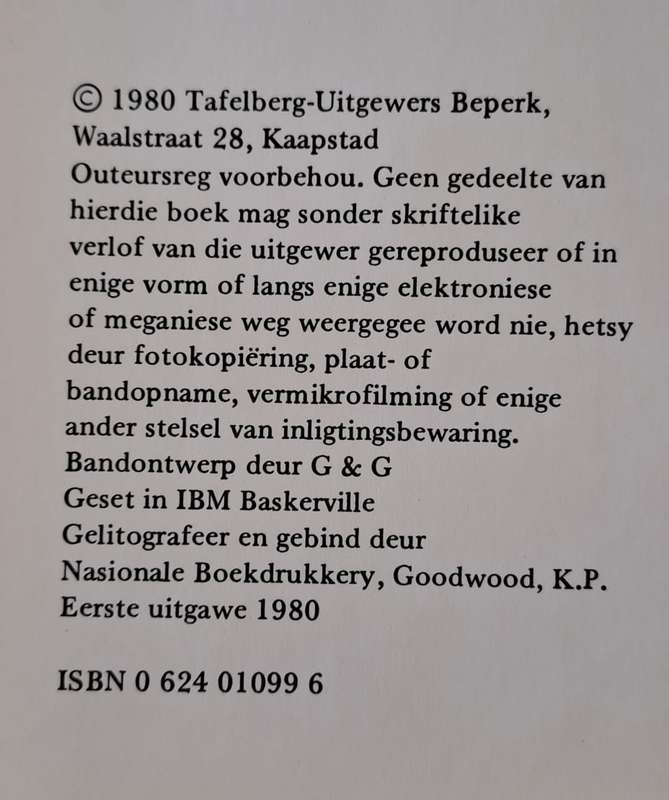 © 1980 Tafelberg-Uitgewers Beperk,
Waalstraat 28, Kaapstad
Outeursreg voorbehou. Geen gedeelte van
hierdie boek mag sonder skriftelike
verlof van die uitgewer gereproduseer of in
enige vorm of langs enige elektroniese
of meganiese weg weergegee word nie, hetsy
deur fotokopiëring, plaat- of
bandopname, vermikrofilming of enige
ander stelsel van inligtingsbewaring.
Bandontwerp deur G & G
Geset in IBM Baskerville
Gelitografeer en gebind deur
Nasionale Boekdrukkery, Goodwood, K.P.
Eerste uitgawe 1980
ISBN 0 624 01099 6